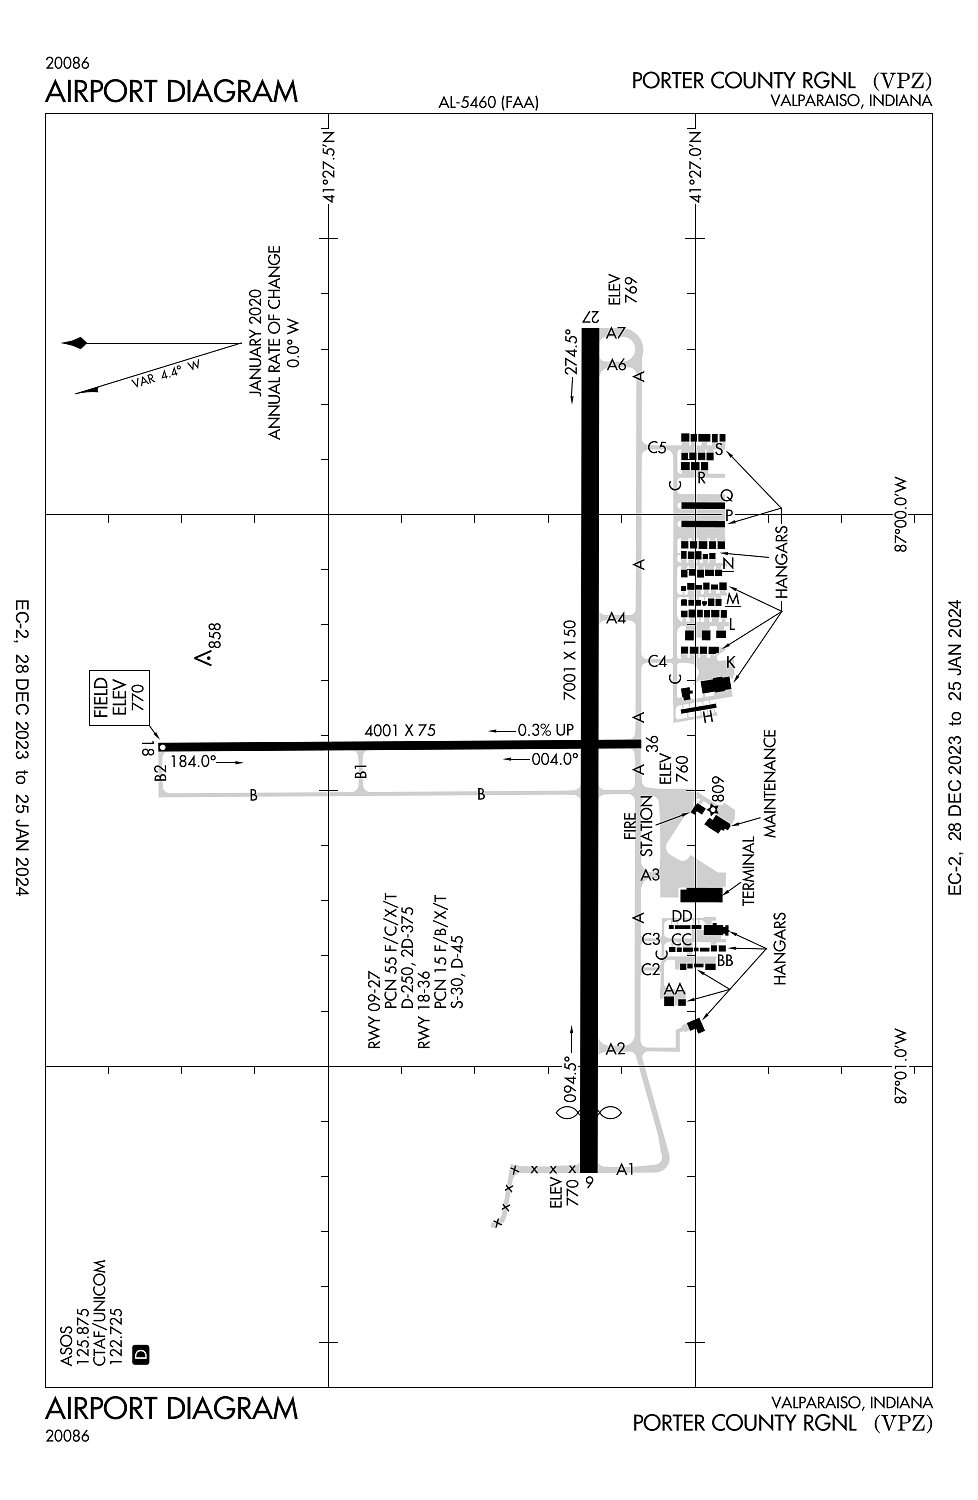 20086
AIRPORT DIAGRAM
AL-5460 (FAA)
PORTER COUNTY RGNL (VPZ)
VALPARAISO, INDIANA
41°27.5'N
41°27.0'N
JANUARY 2020
ANNUAL RATE OF CHANGE
0.0° W
VAR 4.4° W
ELEV
769
27
A7
A6
A
274.5°
C5
S
R
C
Q
P
87°00.0'W
HANGARS
N
M
L
K
A
A4
C4
C
H
7001 X 150
858
FIELD
ELEV
770
18
184.0°
4001 X 75
0.3% UP
004.0°
36
A
A
ELEV
760
B2
B1
B
B
FIRE
STATION
809
MAINTENANCE
TERMINAL
A3
A
DD
C3
CC
C
C2
BB
AA
HANGARS
RWY 09-27
PCN 55 F/C/X/T
D-250, 2D-375
RWY 18-36
PCN 15 F/B/X/T
S-30, D-45
A2
094.5°
87°01.0'W
A1
9
ELEV
770
x x x x
x x x
ASOS
125.875
CTAF/UNICOM
122.725
D
EC-2, 28 DEC 2023 to 25 JAN 2024
EC-2, 28 DEC 2023 to 25 JAN 2024
AIRPORT DIAGRAM
20086
VALPARAISO, INDIANA
PORTER COUNTY RGNL (VPZ)